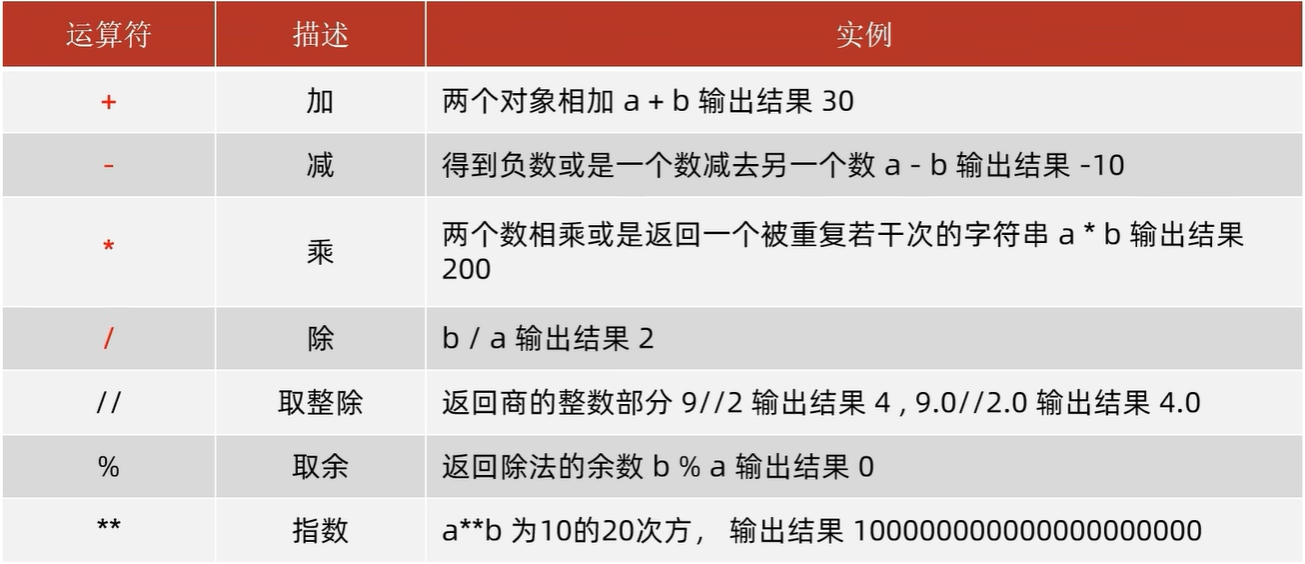 运算符 描述 实例
+ 加 两个对象相加 a + b 输出结果 30
- 减 得到负数或是一个数减去另一个数 a - b 输出结果 -10
* 乘 两个数相乘或是返回一个被重复若干次的字符串 a * b 输出结果
200
/ 除 b / a 输出结果 2
// 取整除 返回商的整数部分 9//2 输出结果 4 , 9.0//2.0 输出结果 4.0
% 取余 返回除法的余数 b % a 输出结果 0
** 指数 a**b 为10的20次方， 输出结果 100000000000000000000